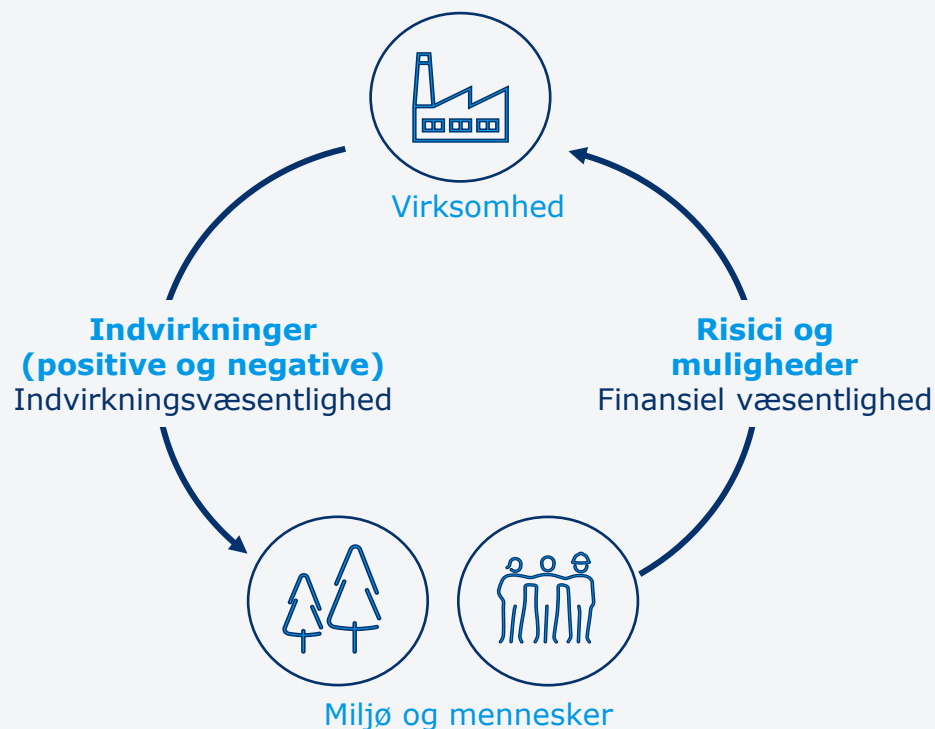 Virksomhed
Indvirkninger
(positive og negative)
Indvirkningsvæsentlighed
Risici og
muligheder
Finansiel væsentlighed
Miljø og mennesker